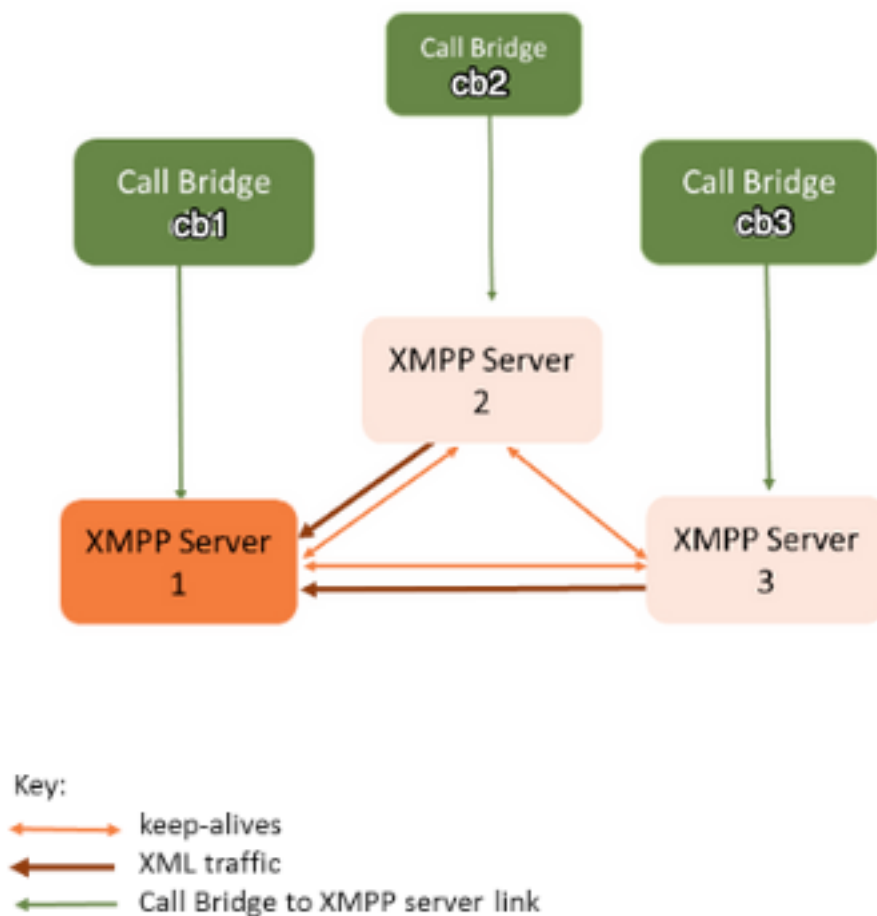 Call Bridge
cb2
Call Bridge
cb1
Call Bridge
cb3
XMPP Server
2
XMPP Server
1
XMPP Server
3
Key:
keep-alives
XML traffic
Call Bridge to XMPP server link